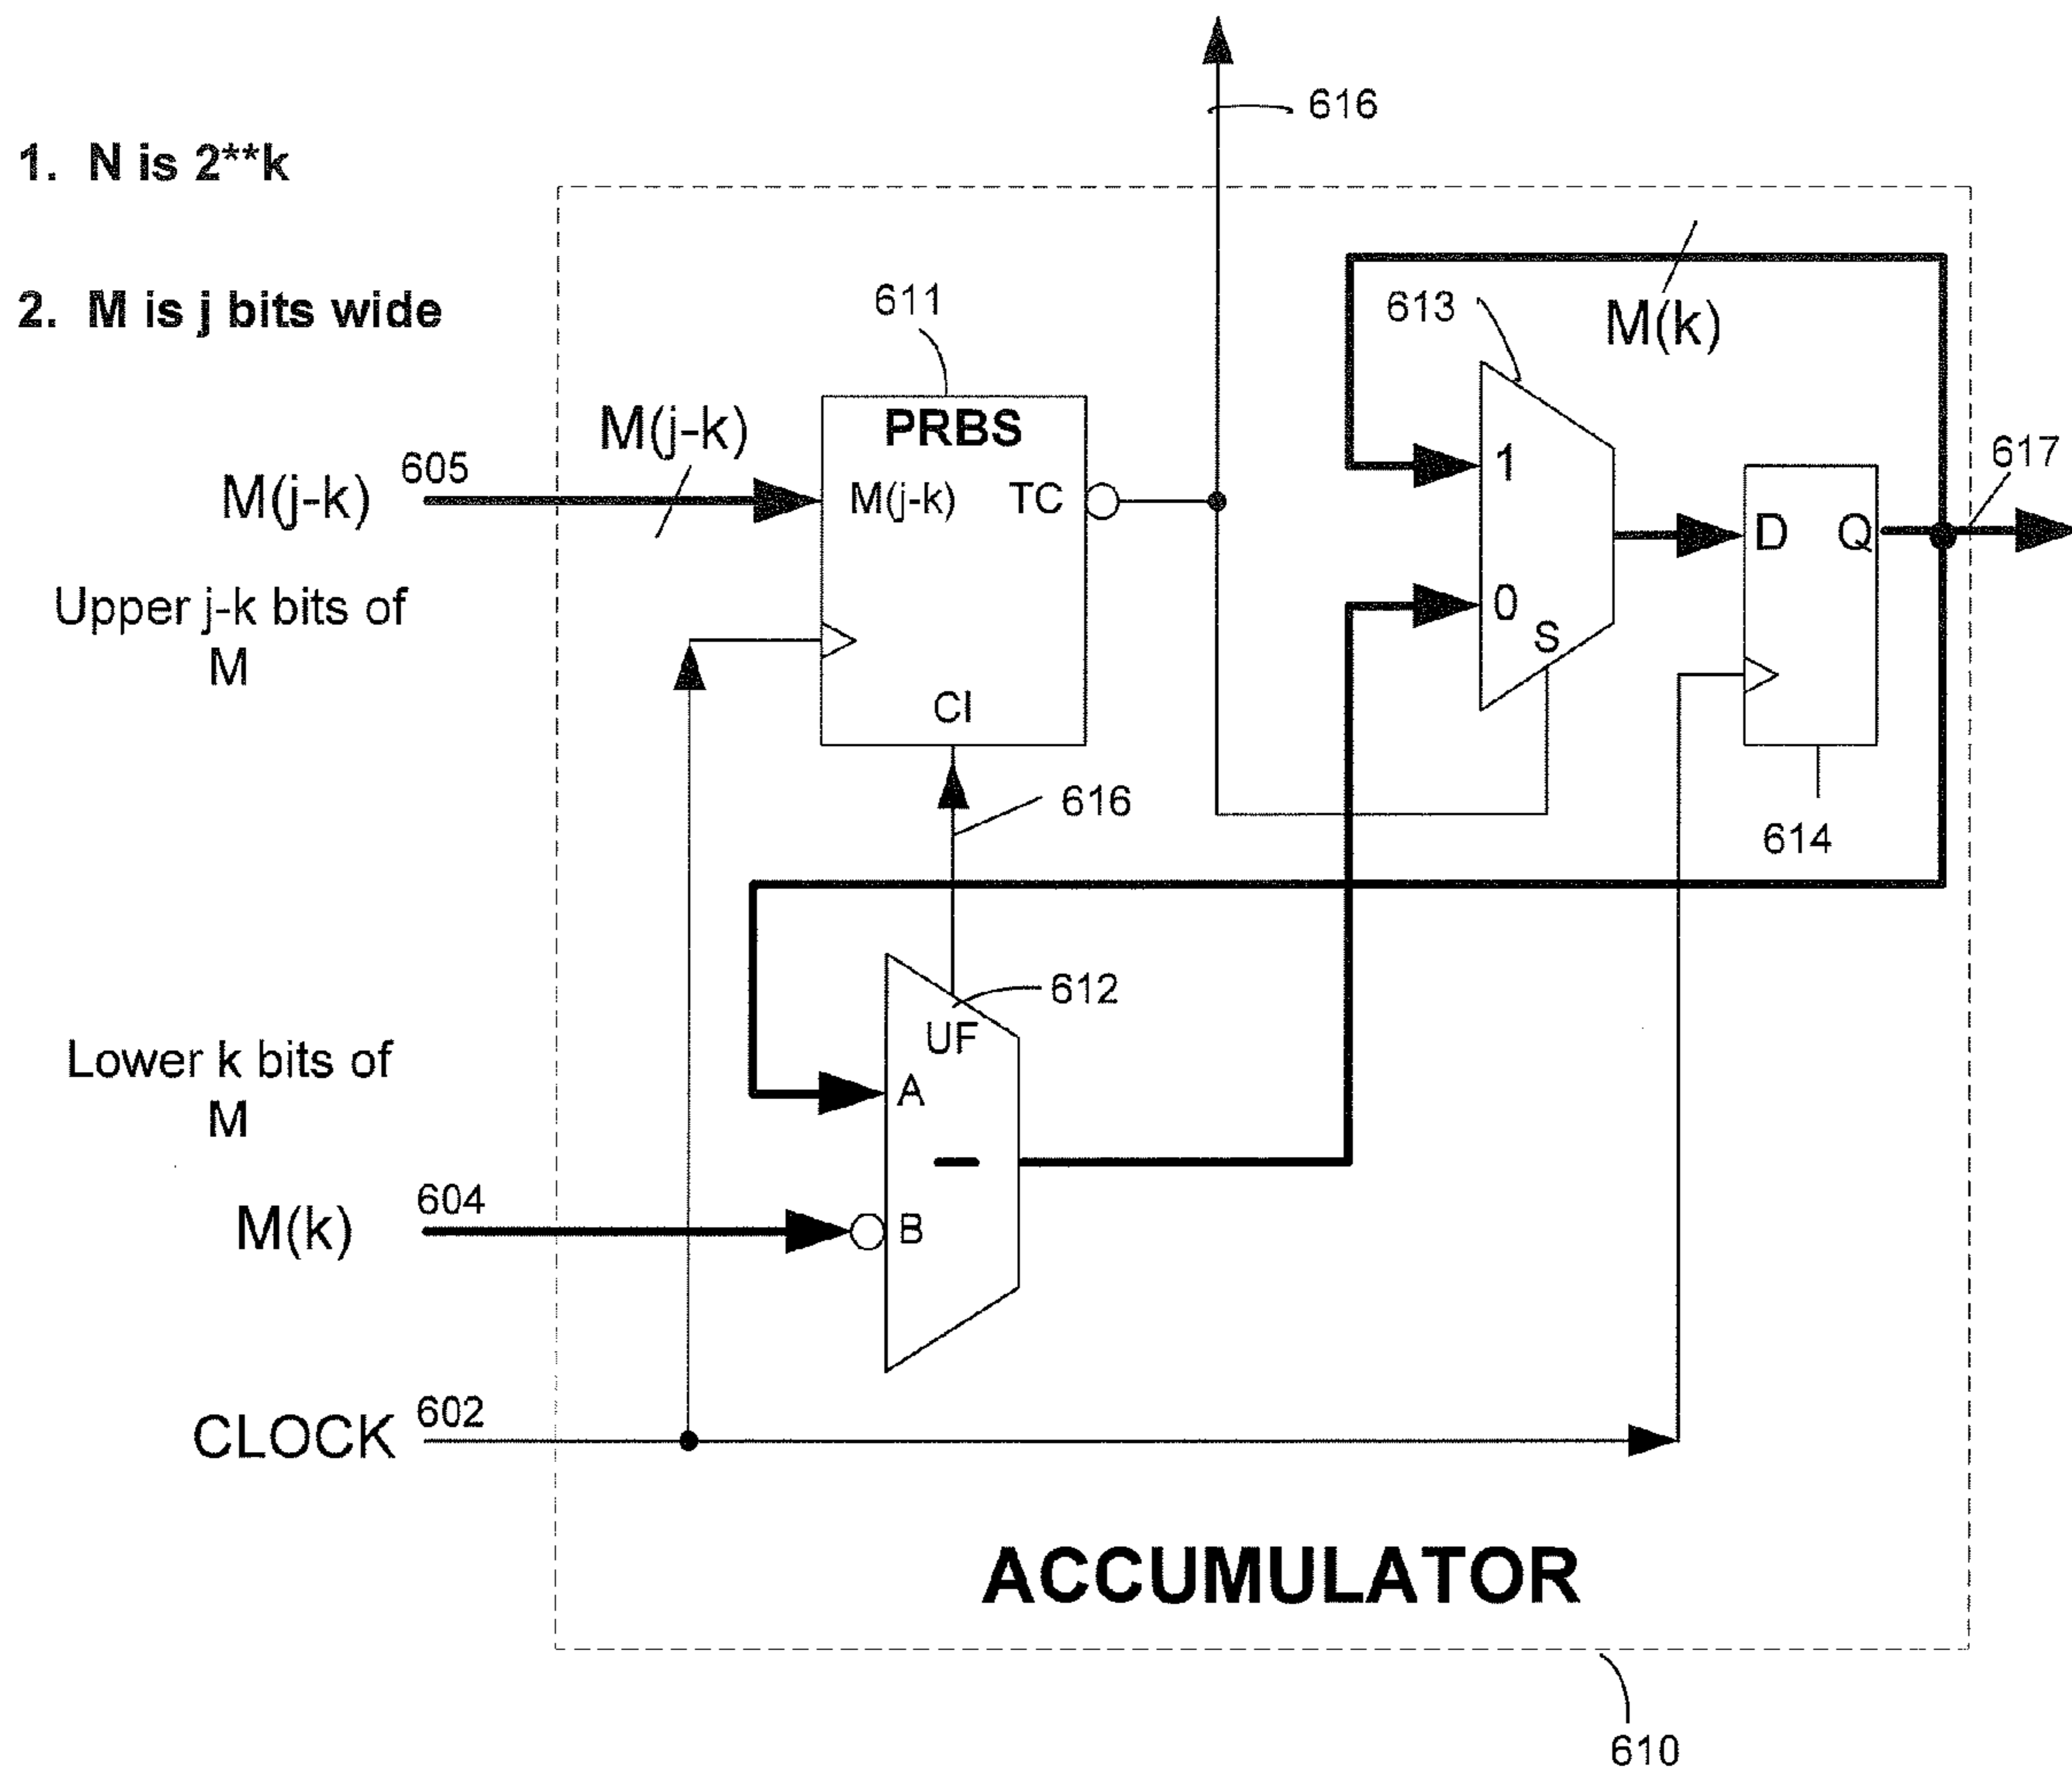 616
1. N is 2**k
2. M is j bits wide
611
613
M(k)
M(j-k)
605
M(j-k)
PRBS
M(j-k)
TC
CI
1
0
S
D
Q
617
Upper j-k bits of
M
616
614
612
UF
A
B
–
Lower k bits of
M
M(k)
604
CLOCK
602
ACCUMULATOR
610